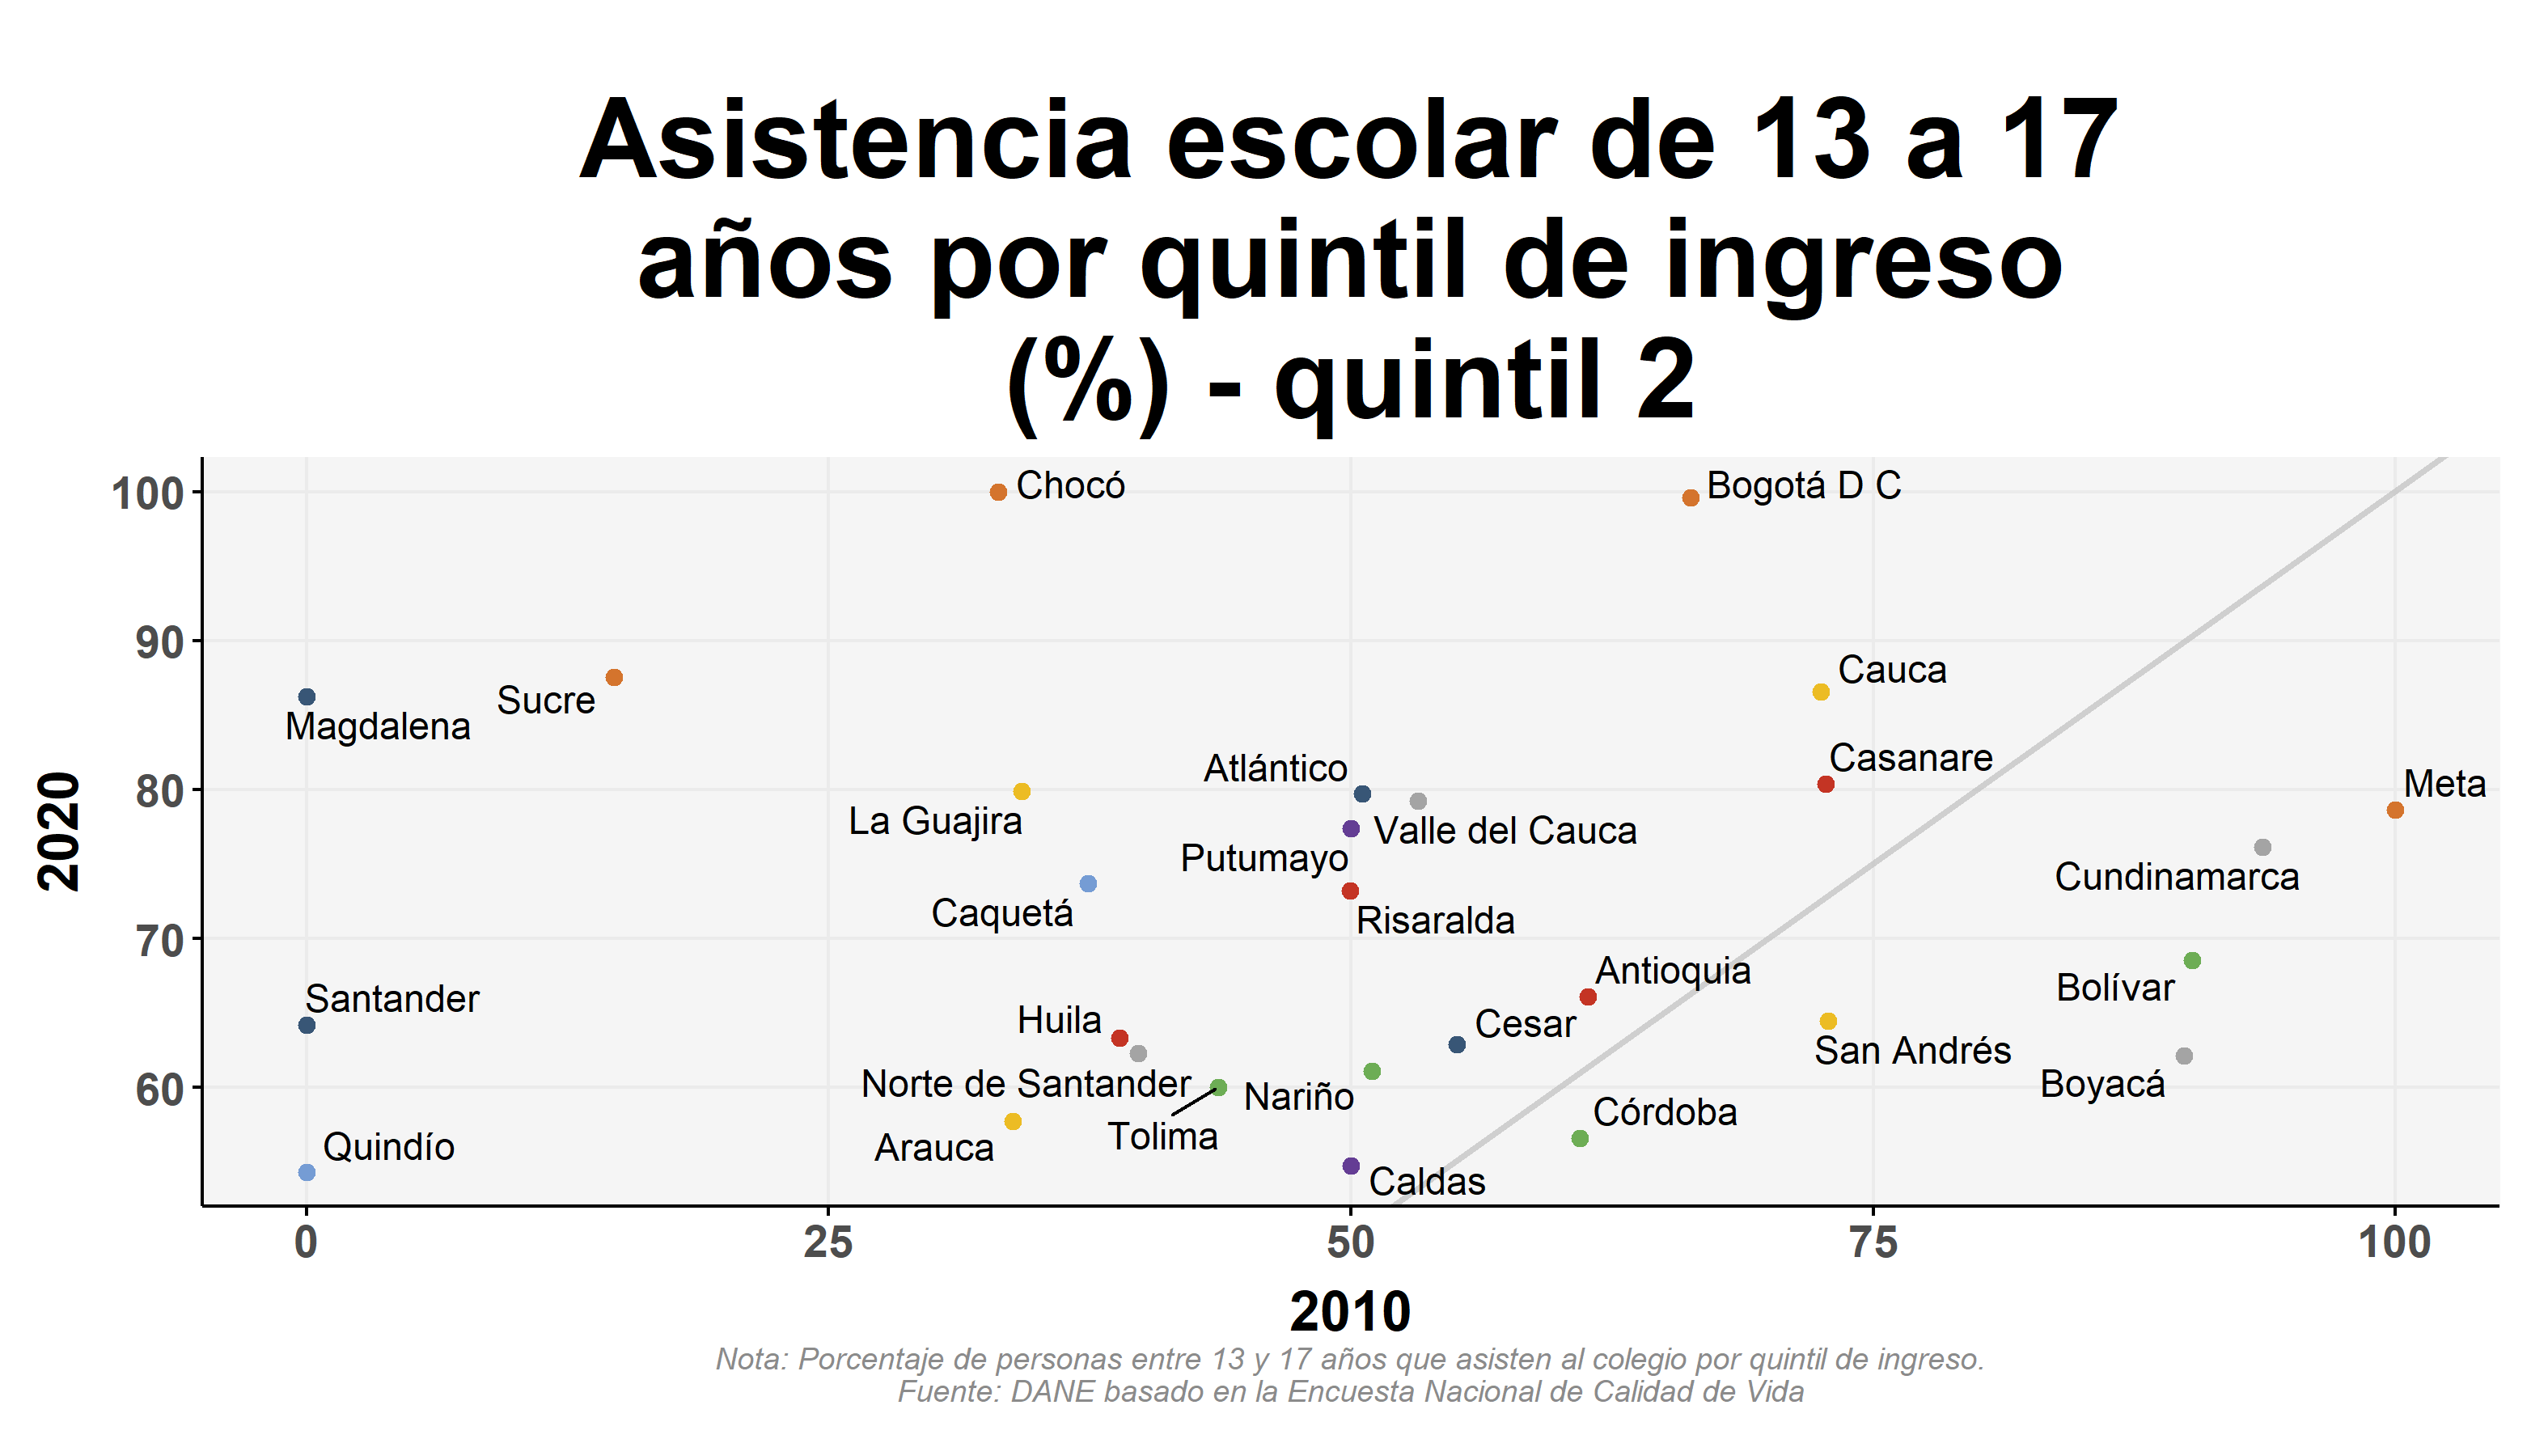 Asistencia escolar de 13 a 17
años por quintil de ingreso
(%) - quintil 2
100
90
80
70
60
2020
Chocó
Bogotá D C
Cauca
Sucre
Magdalena
Casanare
Atlántico
Meta
La Guajira
Valle del Cauca
Putumayo
Cundinamarca
Caquetá
Risaralda
Antioquia
Bolívar
Santander
Huila
Cesar
San Andrés
Norte de Santander
Boyacá
Nariño
Córdoba
Tolima
Arauca
Quindío
Caldas
0
25
50
75
100
2010
Nota: Porcentaje de personas entre 13 y 17 años que asisten al colegio por quintil de ingreso.
Fuente: DANE basado en la Encuesta Nacional de Calidad de Vida